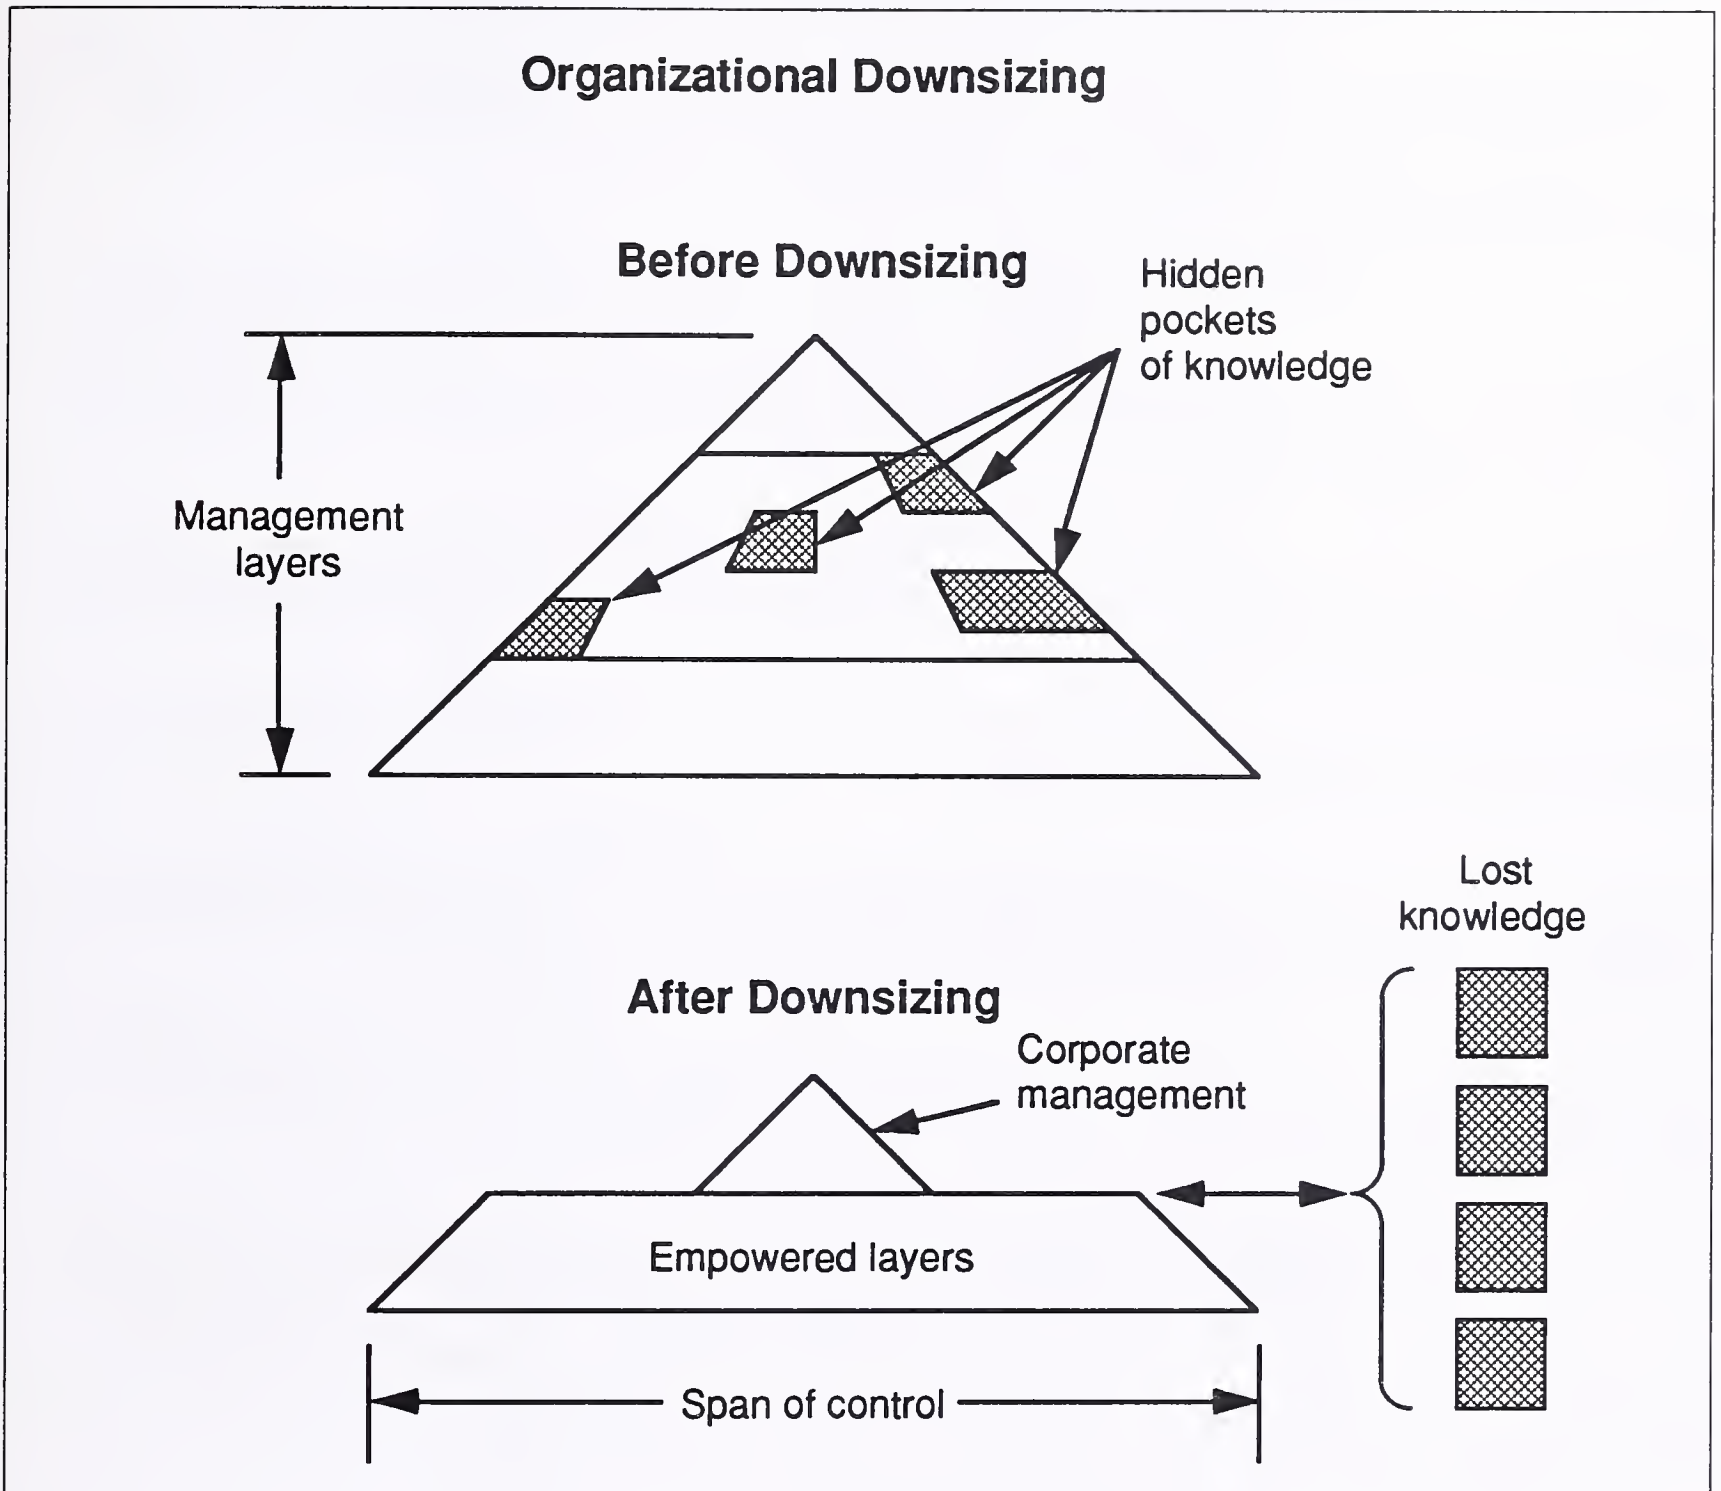 Organizational Downsizing
Before Downsizing
Hidden
pockets
of knowledge
Management
layers
Lost
knowledge
After Downsizing
Corporate
management
Empowered layers
Span of control